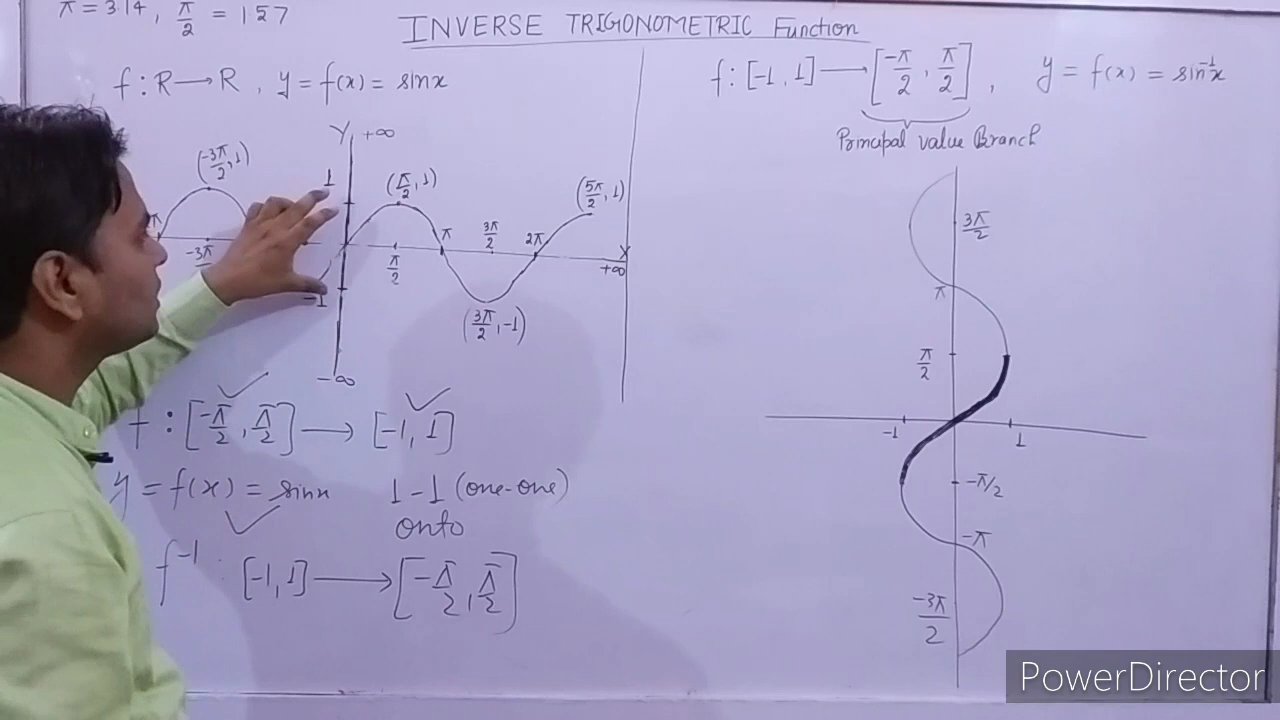 π = 3.14, π/2 = 1.57
INVERSE TRIGONOMETRIC Function
f : R ⟶ R, y = f(x) = sinx
f : [-1, 1] ⟶ [-π/2, π/2], y = f(x) = sin⁻¹x
Principal value Branch
Y +∞
(-3π/2, 1)
1
(π/2, 1)
(5π/2, 1)
π
-3π
π/2
π
3π/2
2π
X
+∞
-1
(3π/2, -1)
-∞
3π/2
π
π/2
-1
1
-π/2
-π
-3π/2
f : [-π/2, π/2] ⟶ [-1, 1]
y = f(x) = sinx 1-1 (one-one)
onto
f⁻¹ : [-1, 1] ⟶ [-π/2, π/2]
PowerDirector